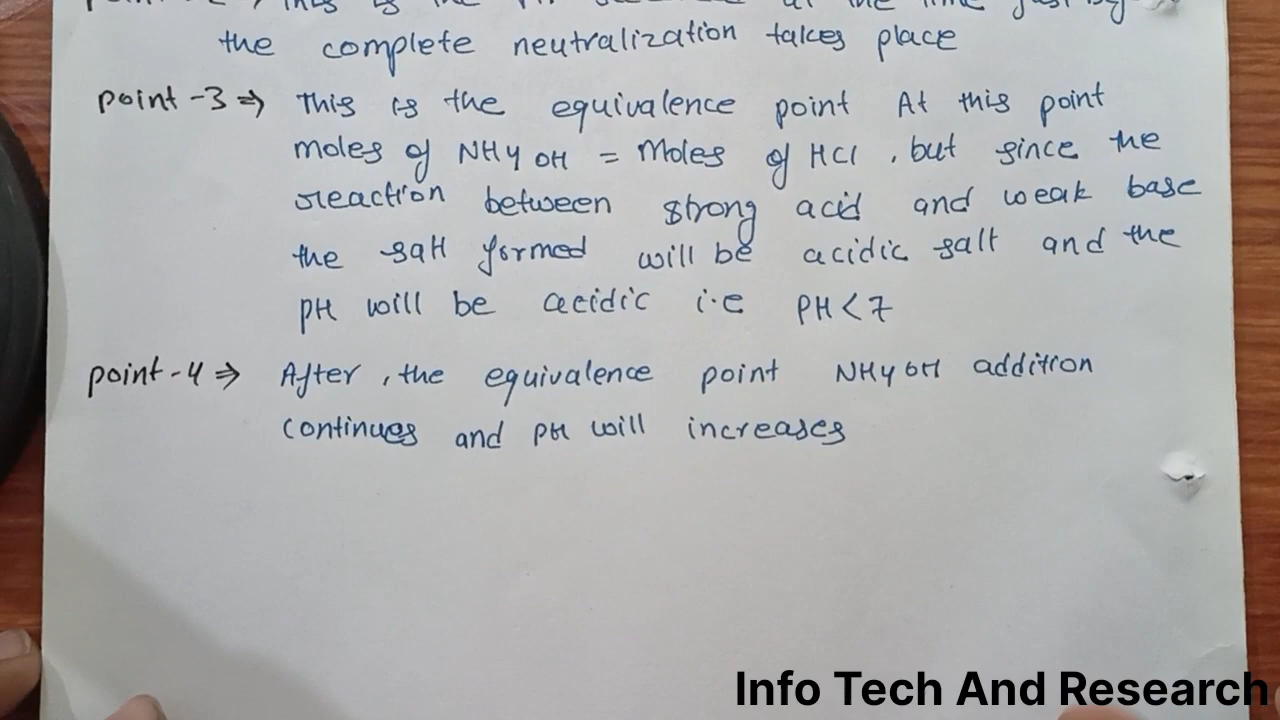 the complete neutralization takes place
point-3 ⇒ This is the equivalence point At this point
moles of NH4OH = Moles of HCl , but since the
reaction between strong acid and weak base
the salt formed will be acidic salt and the
pH will be acidic i.e PH<7
point-4 ⇒ After , the equivalence point NH4OH addition
continues and pH will increases
Info Tech And Research